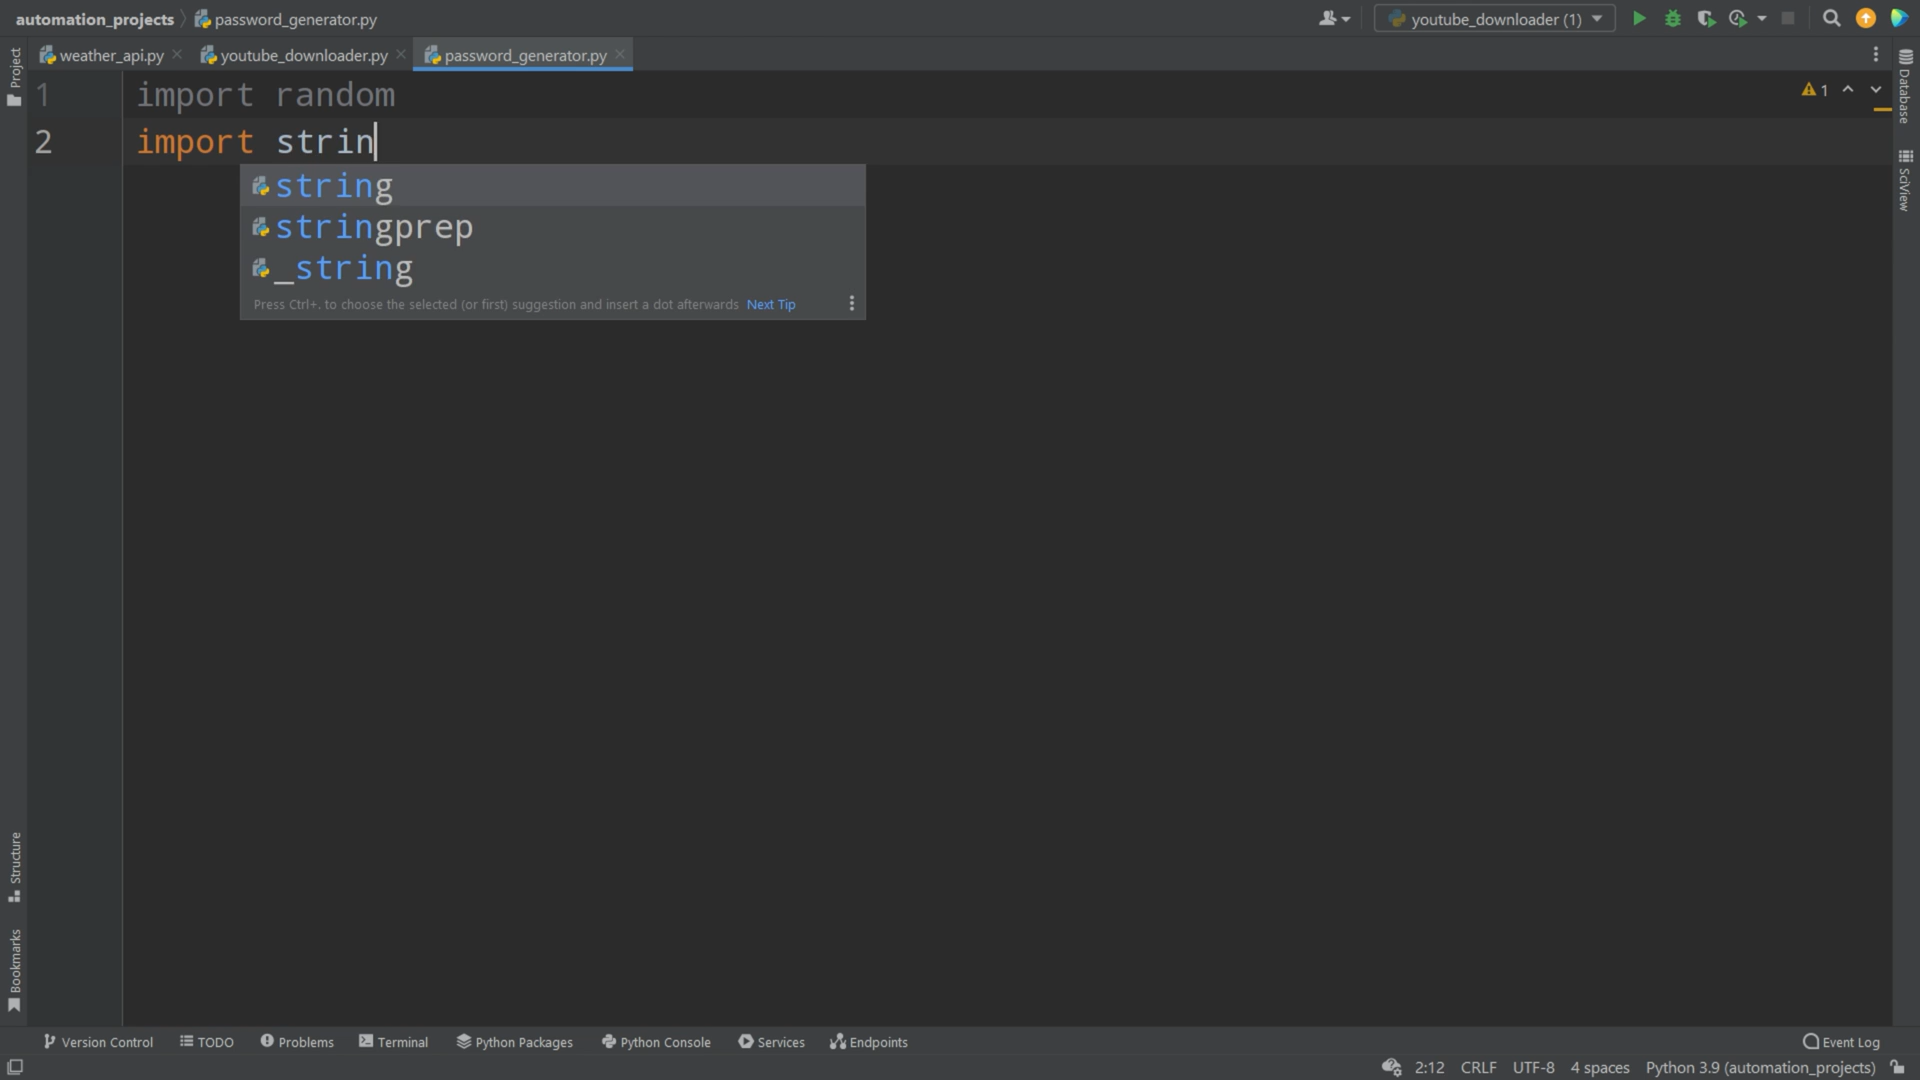 automation_projects password_generator.py youtube_downloader (1)
weather_api.py youtube_downloader.py password_generator.py
Project
1 import random
1
2 import strin
string
stringprep
_string
Press Ctrl+. to choose the selected (or first) suggestion and insert a dot afterwards Next Tip
Database
SciView
Structure
Bookmarks
Version Control TODO Problems Terminal Python Packages Python Console Services Endpoints Event Log
2:12 CRLF UTF-8 4 spaces Python 3.9 (automation_projects)